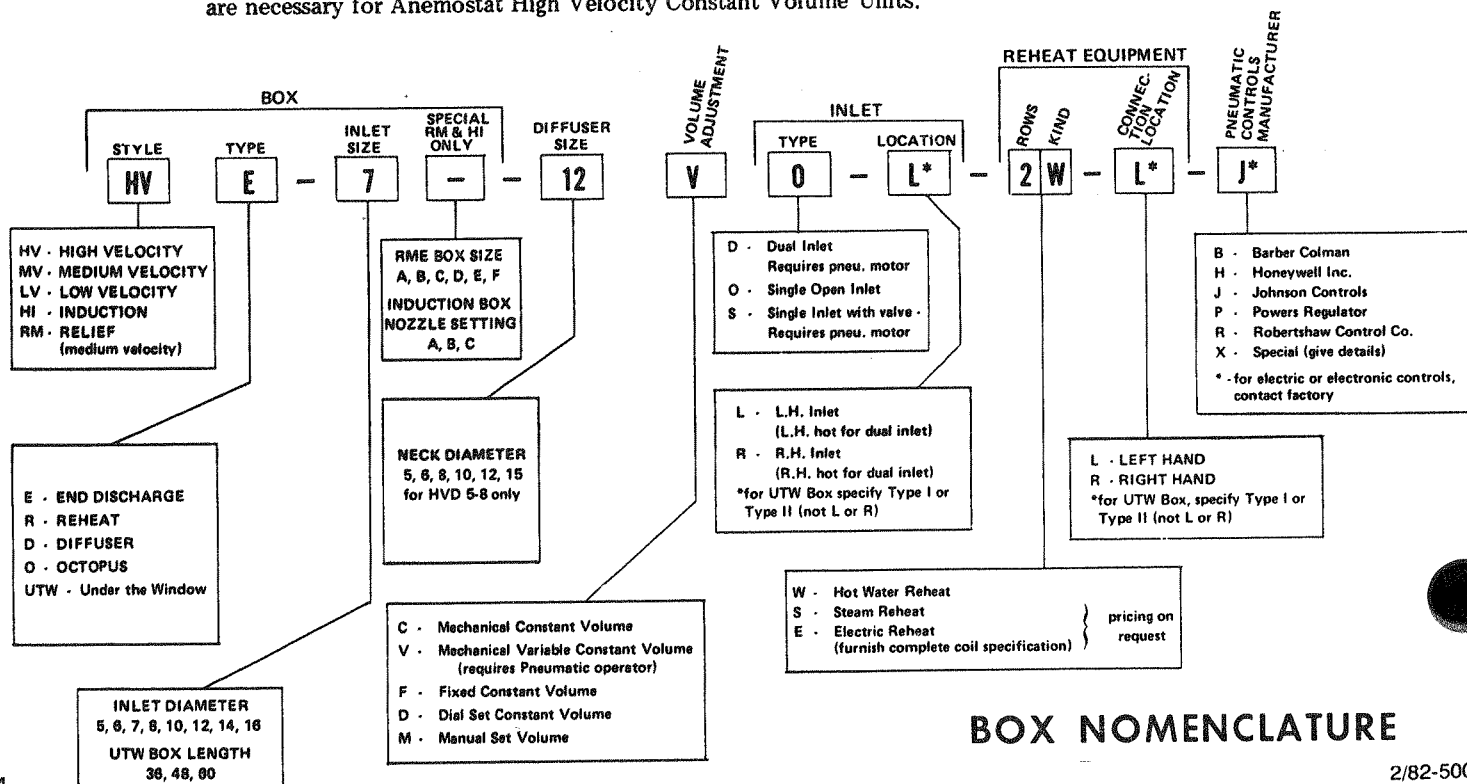 are necessary for Anemostat High Velocity Constant Volume Units.
REHEAT EQUIPMENT
BOX
INLET
STYLE
TYPE
INLET SIZE
SPECIAL RM & HI ONLY
DIFFUSER SIZE
VOLUME ADJUSTMENT
TYPE
LOCATION
ROWS
KIND
CONNEC-TION LOCATION
PNEUMATIC CONTROLS MANUFACTURER
HV E - 7 - - 12 V O - L* - 2 W - L* - J*
HV - HIGH VELOCITY
MV - MEDIUM VELOCITY
LV - LOW VELOCITY
HI - INDUCTION
RM - RELIEF
(medium velocity)
RME BOX SIZE
A, B, C, D, E, F
INDUCTION BOX
NOZZLE SETTING
A, B, C
D - Dual Inlet
Requires pneu. motor
O - Single Open Inlet
S - Single Inlet with valve -
Requires pneu. motor
B - Barber Colman
H - Honeywell Inc.
J - Johnson Controls
P - Powers Regulator
R - Robertshaw Control Co.
X - Special (give details)
* - for electric or electronic controls,
contact factory
E - END DISCHARGE
R - REHEAT
D - DIFFUSER
O - OCTOPUS
UTW - Under the Window
NECK DIAMETER
5, 6, 8, 10, 12, 15
for HVD 5-8 only
L - L.H. Inlet
(L.H. hot for dual inlet)
R - R.H. Inlet
(R.H. hot for dual inlet)
*for UTW Box specify Type I or
Type II (not L or R)
L - LEFT HAND
R - RIGHT HAND
*for UTW Box, specify Type I or
Type II (not L or R)
INLET DIAMETER
5, 6, 7, 8, 10, 12, 14, 16
UTW BOX LENGTH
36, 48, 60
C - Mechanical Constant Volume
V - Mechanical Variable Constant Volume
(requires Pneumatic operator)
F - Fixed Constant Volume
D - Dial Set Constant Volume
M - Manual Set Volume
W - Hot Water Reheat
S - Steam Reheat
E - Electric Reheat
(furnish complete coil specification)
pricing on
request
BOX NOMENCLATURE
2/82-500